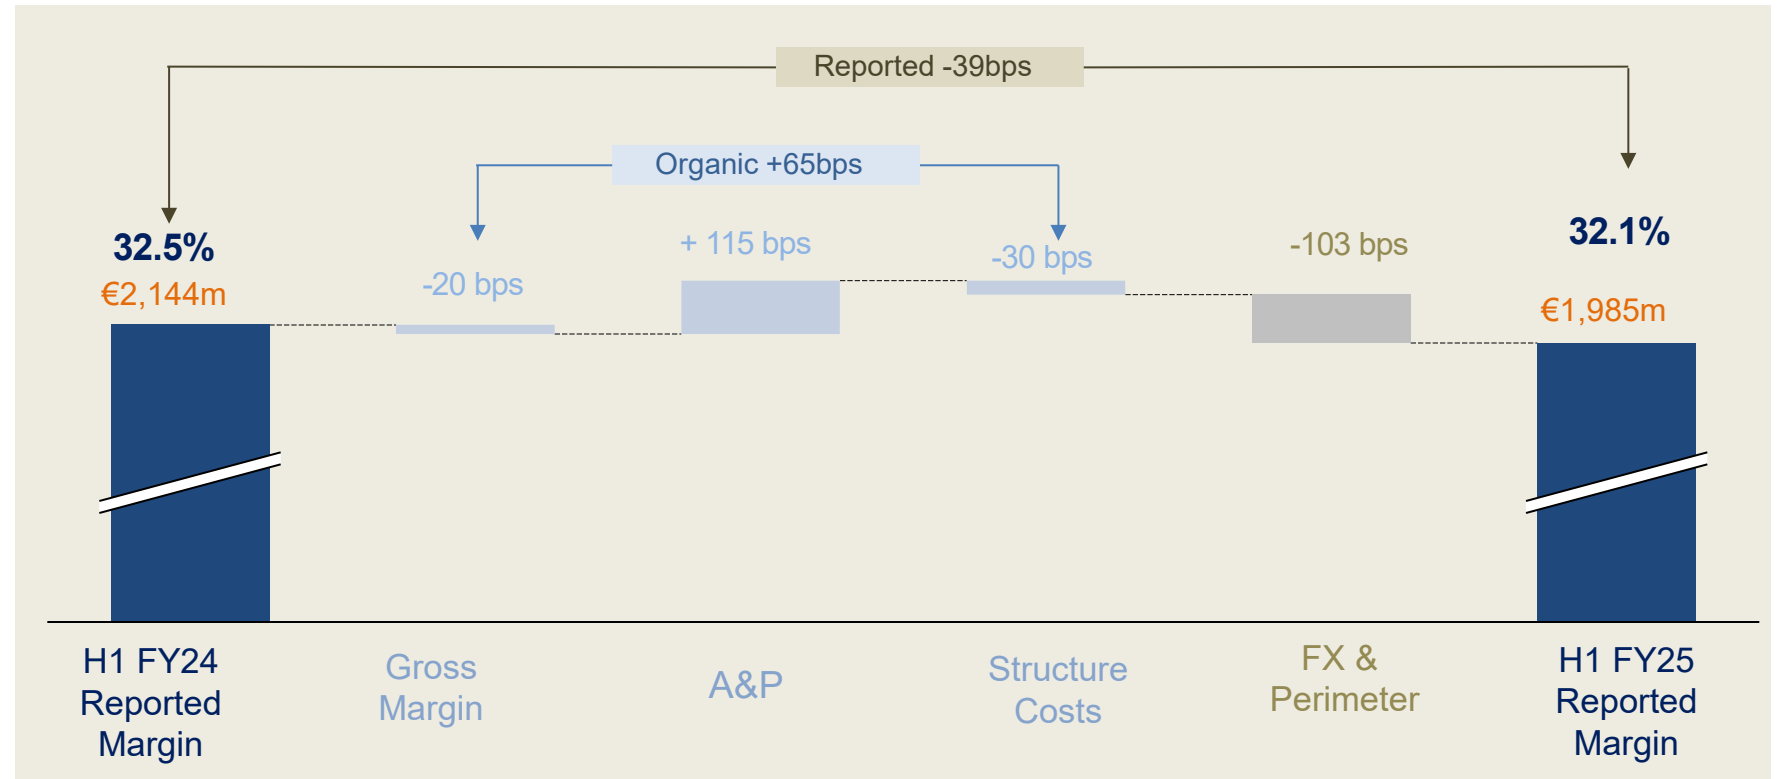 Reported -39bps
Organic +65bps
32.5%
€2,144m
-20 bps
+ 115 bps
-30 bps
-103 bps
32.1%
€1,985m
H1 FY24
Reported
Margin
Gross
Margin
A&P
Structure
Costs
FX &
Perimeter
H1 FY25
Reported
Margin